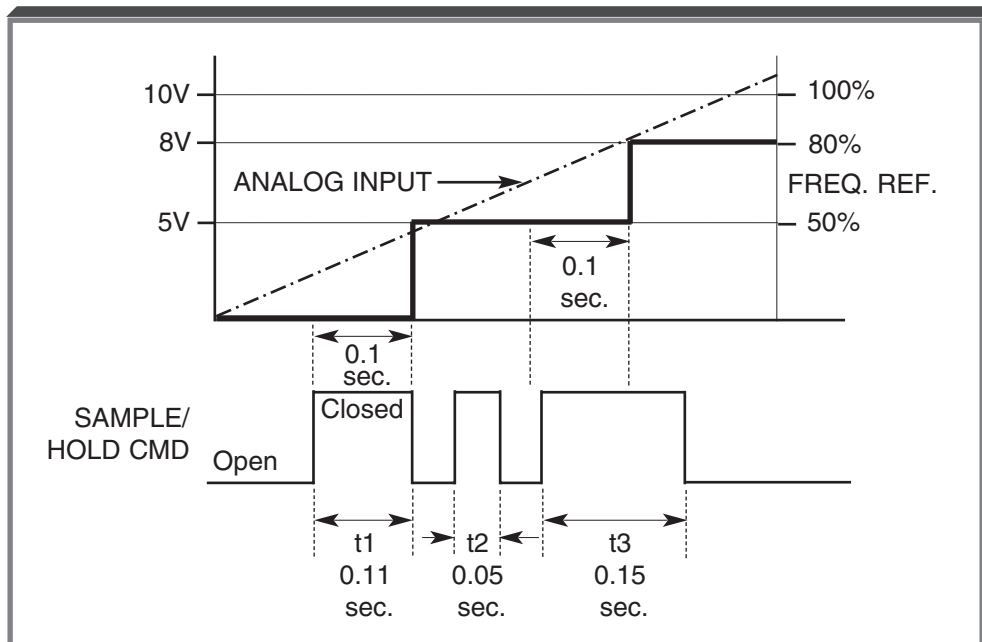 10V
100%
8V
80%
ANALOG INPUT
FREQ. REF.
5V
50%
0.1
sec.
0.1
sec.
Closed
SAMPLE/
HOLD CMD
Open
t1
0.11
sec.
t2
0.05
sec.
t3
0.15
sec.